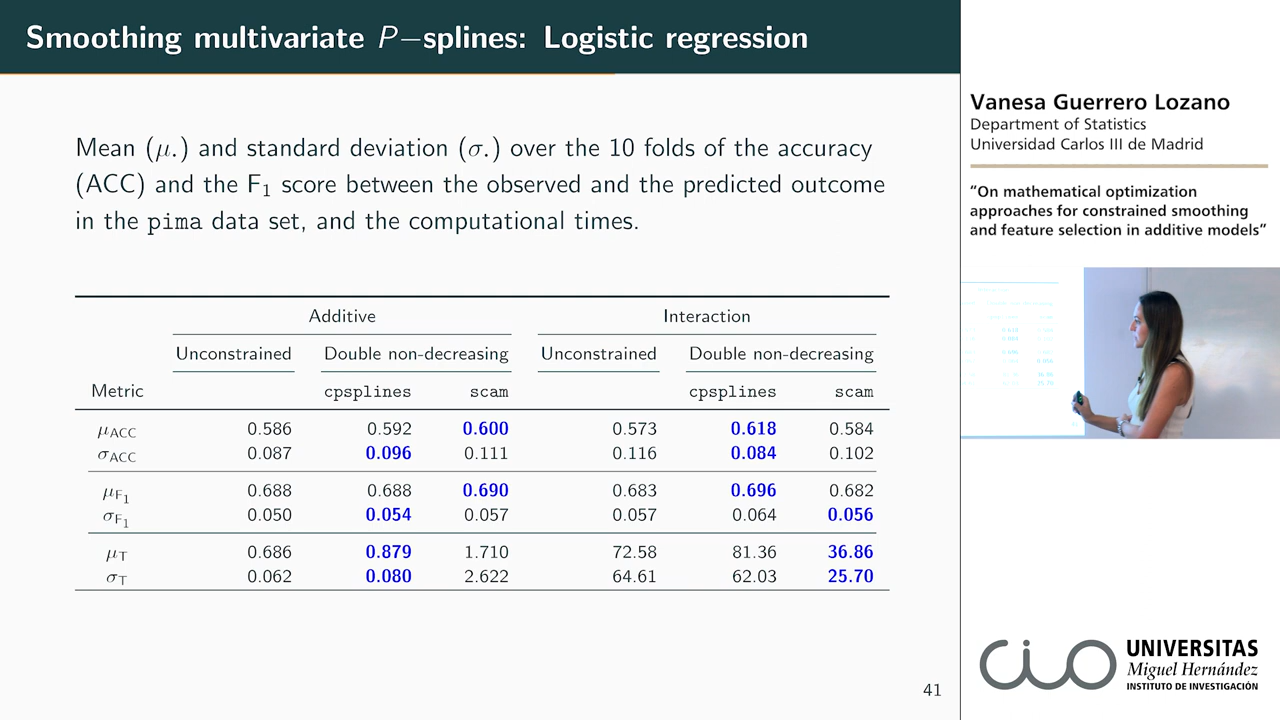 Smoothing multivariate P−splines: Logistic regression
Mean (μ.) and standard deviation (σ.) over the 10 folds of the accuracy
(ACC) and the F1 score between the observed and the predicted outcome
in the pima data set, and the computational times.
Additive Interaction
Unconstrained Double non-decreasing Unconstrained Double non-decreasing
Metric cpsplines scam cpsplines scam
μACC 0.586 0.592 0.600 0.573 0.618 0.584
σACC 0.087 0.096 0.111 0.116 0.084 0.102
μF1 0.688 0.688 0.690 0.683 0.696 0.682
σF1 0.050 0.054 0.057 0.057 0.064 0.056
μT 0.686 0.879 1.710 72.58 81.36 36.86
σT 0.062 0.080 2.622 64.61 62.03 25.70
41
Vanesa Guerrero Lozano
Department of Statistics
Universidad Carlos III de Madrid
“On mathematical optimization
approaches for constrained smoothing
and feature selection in additive models”
cio
UNIVERSITAS
Miguel Hernández
INSTITUTO DE INVESTIGACIÓN